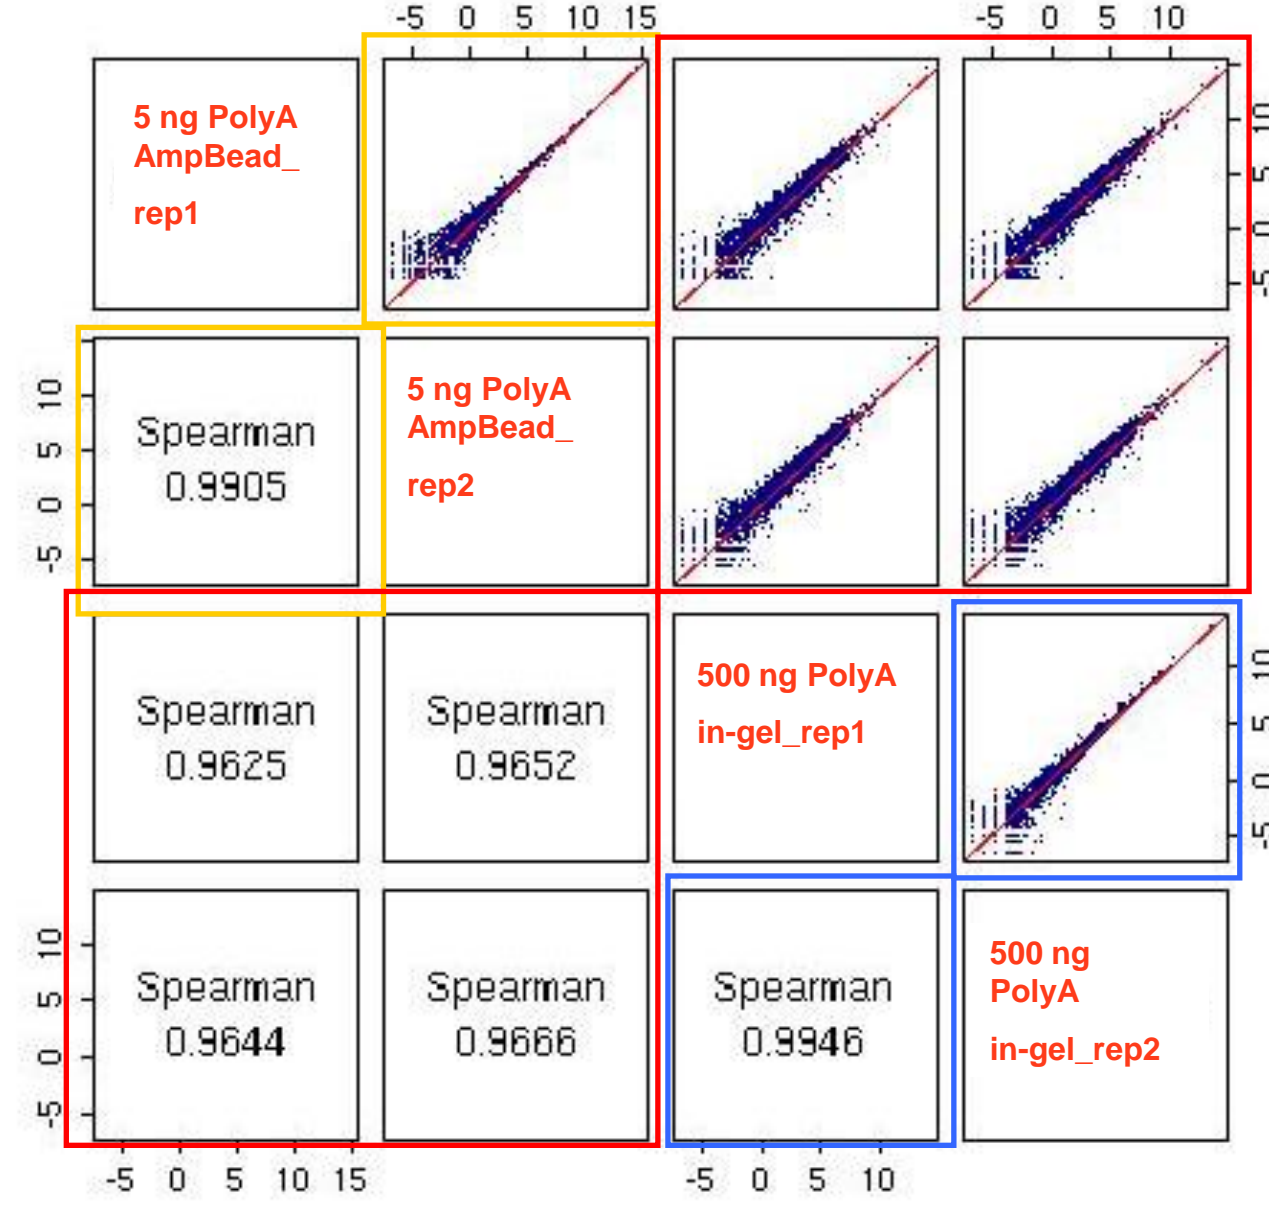 -5 0 5 10 15
-5 0 5 10
5 ng PolyA
AmpBead_
rep1
-5 0 5 10
-5 0 5 10
Spearman
0.9905
5 ng PolyA
AmpBead_
rep2
Spearman
0.9625
Spearman
0.9652
500 ng PolyA
in-gel_rep1
-5 0 5 10
-5 0 5 10
Spearman
0.9644
Spearman
0.9666
Spearman
0.9946
500 ng
PolyA
in-gel_rep2
-5 0 5 10 15
-5 0 5 10